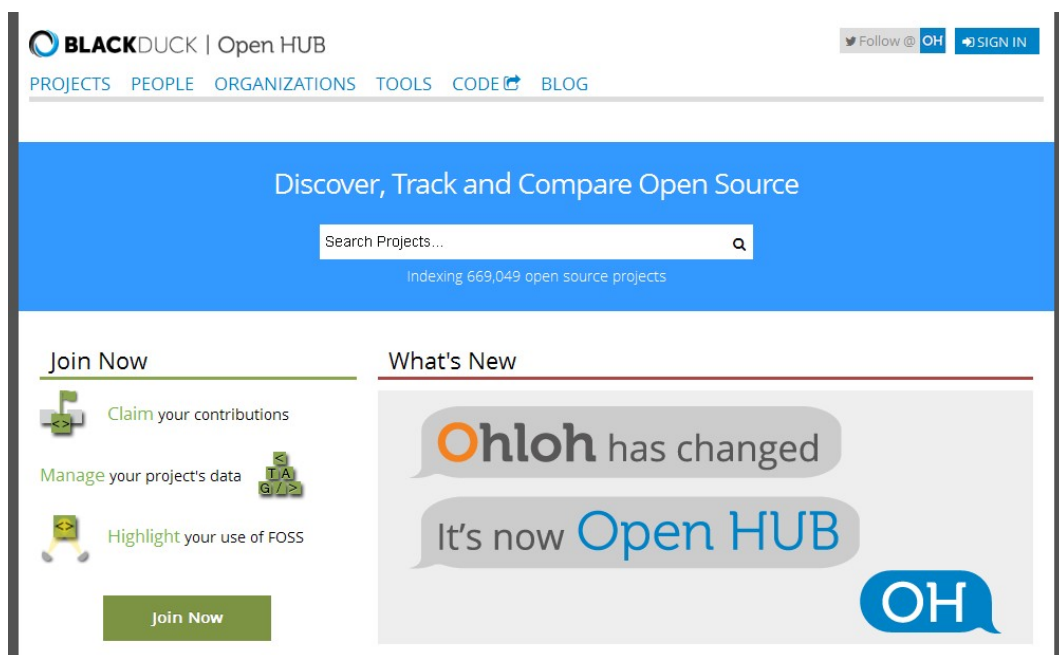 BLACKDUCK | Open HUB
Follow @ OH
SIGN IN
PROJECTS PEOPLE ORGANIZATIONS TOOLS CODE BLOG
Discover, Track and Compare Open Source
Search Projects...
Indexing 669,049 open source projects
Join Now
Claim your contributions
Manage your project's data
< TA G/>
<>
Highlight your use of FOSS
Join Now
What's New
Ohloh has changed
It's now Open HUB
OH